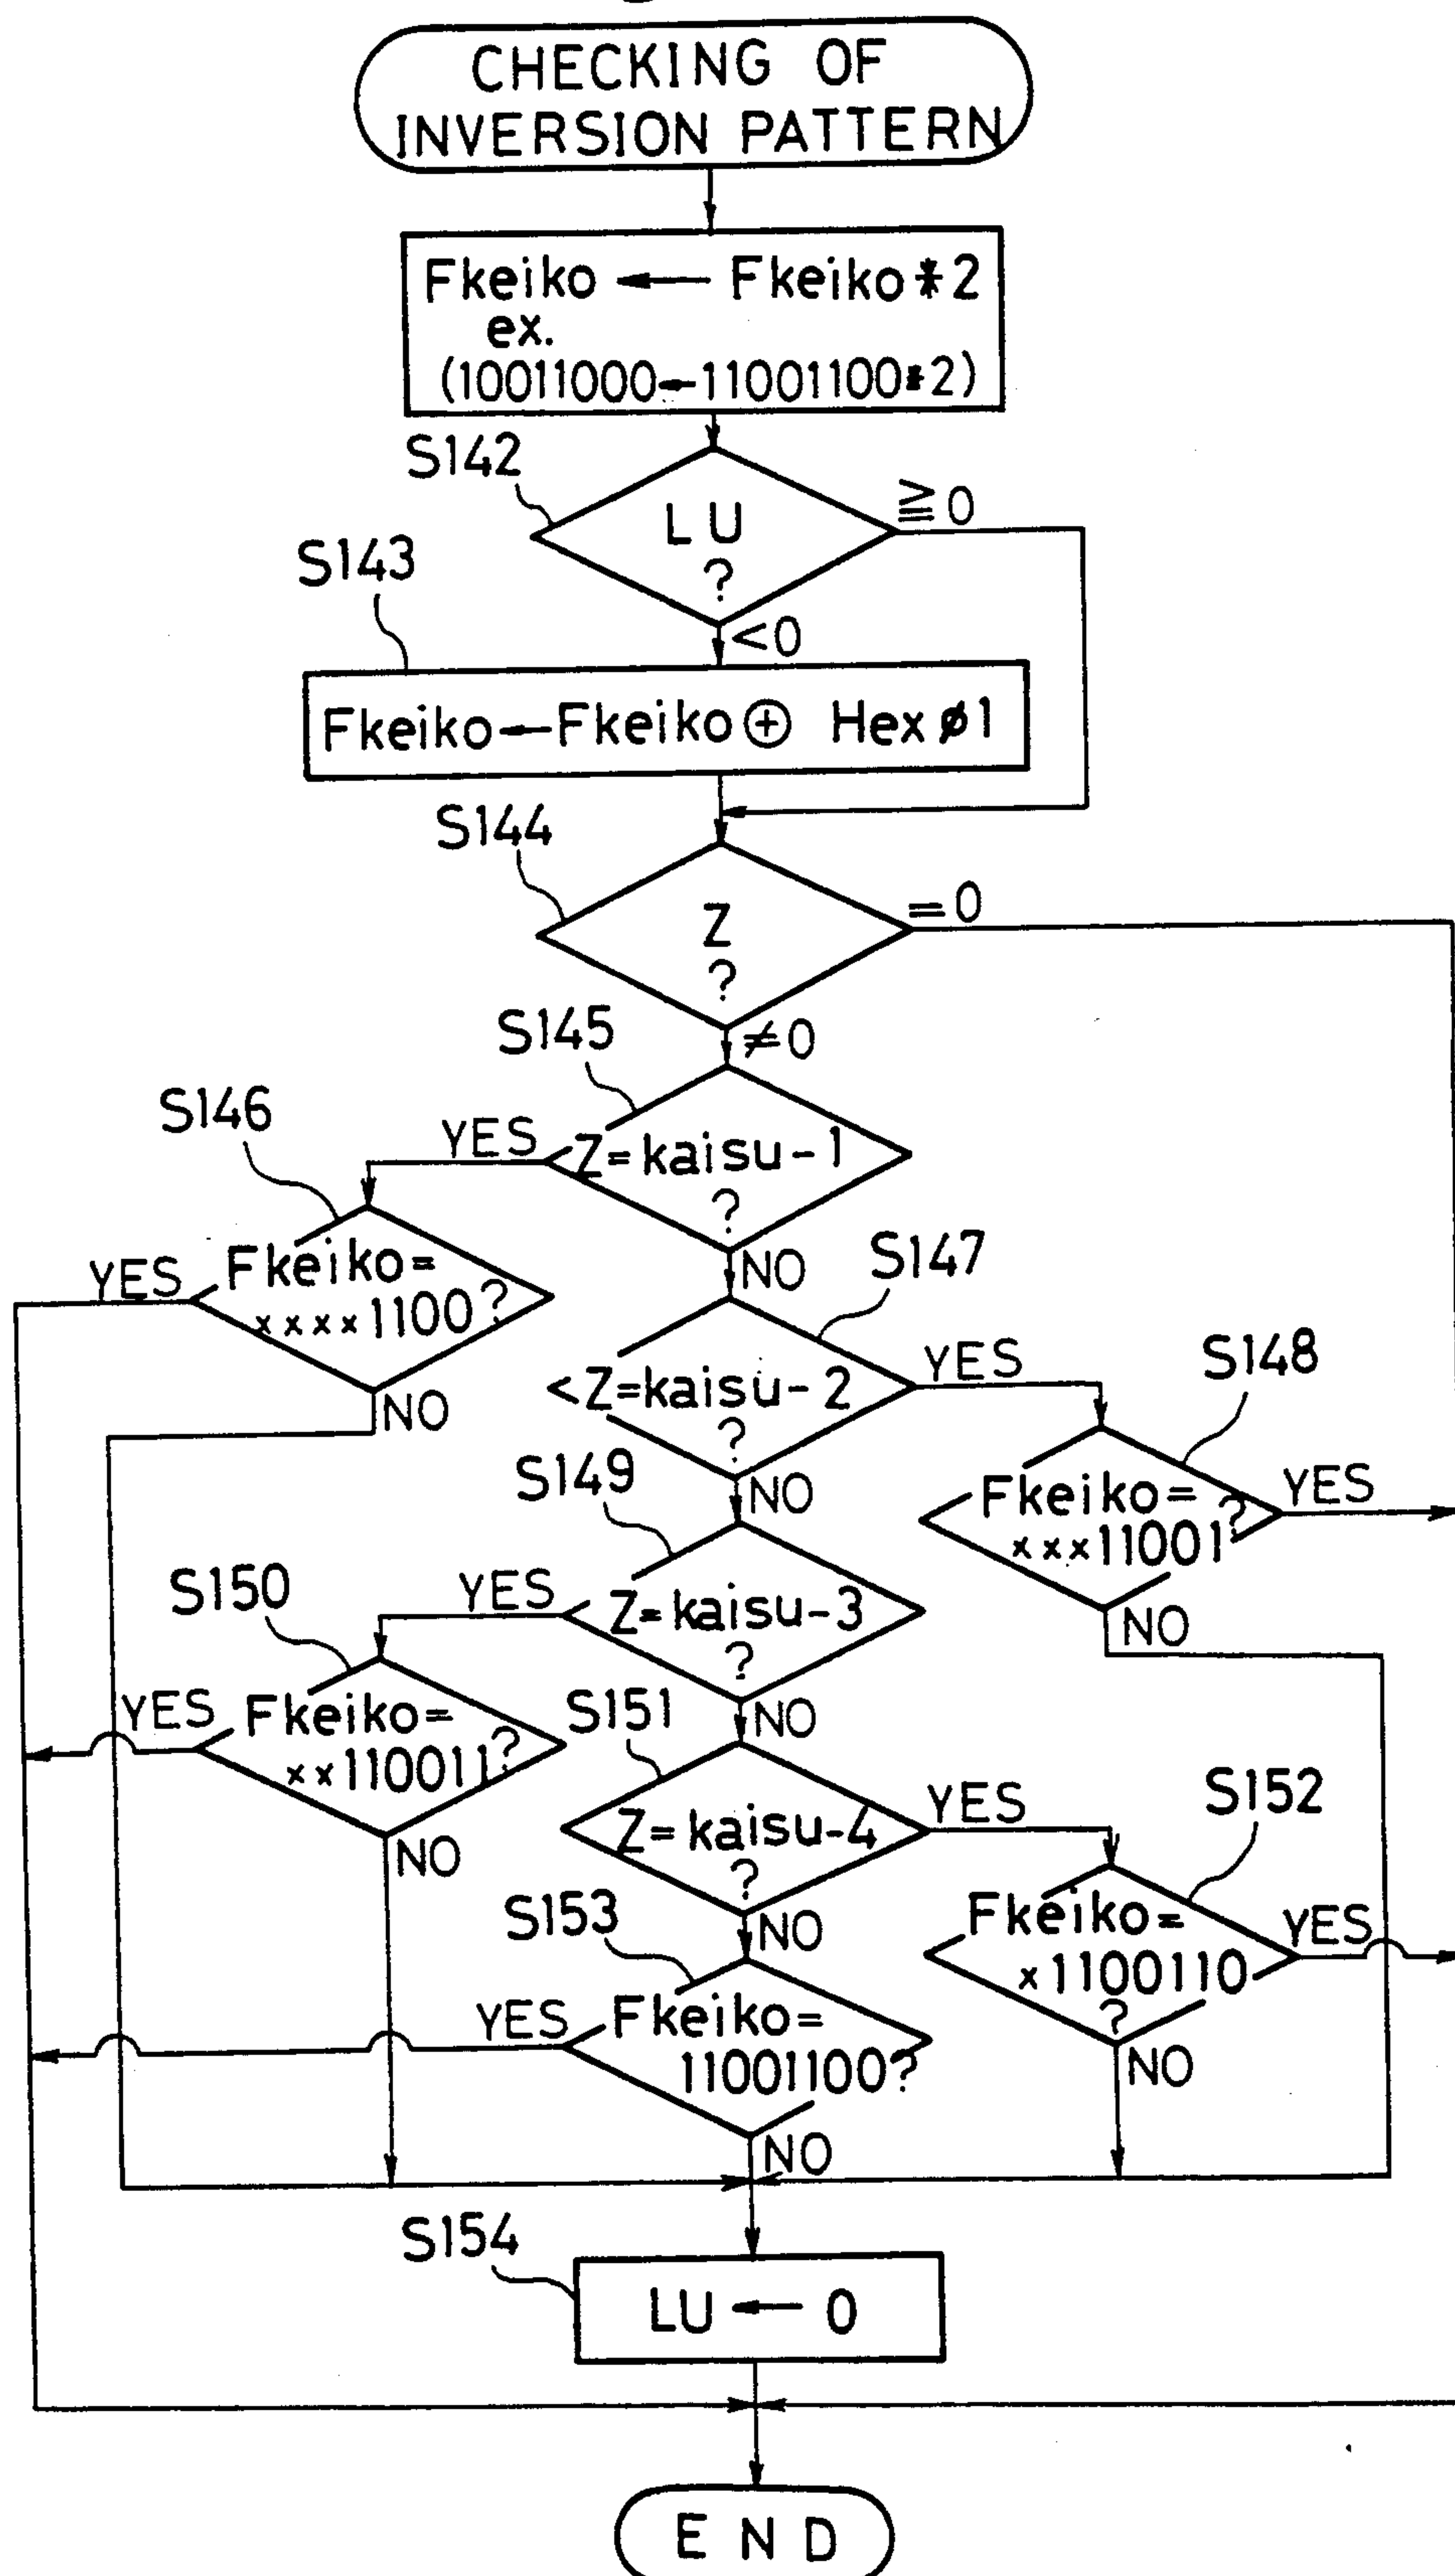 CHECKING OF
INVERSION PATTERN
Fkeiko ← Fkeiko * 2
ex.
(10011000←11001100*2)
S142
LU
?
≧0
<0
S143
Fkeiko←Fkeiko ⊕ Hex ø1
S144
Z
?
=0
≠0
S145
Z=kaisu-1
?
YES
NO
S146
Fkeiko=
××××1100?
YES
NO
S147
<Z=kaisu-2
?
YES
NO
S148
Fkeiko=
×××11001?
YES
NO
S149
Z=kaisu-3
?
YES
NO
S150
Fkeiko=
××110011?
YES
NO
S151
Z=kaisu-4
?
YES
NO
S152
Fkeiko=
×1100110
?
YES
NO
S153
Fkeiko=
11001100?
YES
NO
S154
LU ← 0
END